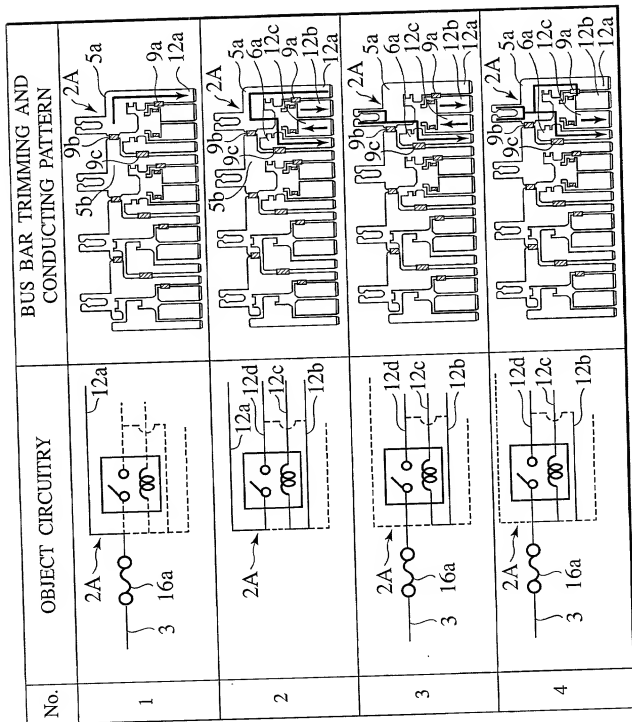 No.
OBJECT CIRCUITRY
BUS BAR TRIMMING AND
CONDUCTING PATTERN
1
12a
2A
16a
3
5a
2A
9a
12a
9b
9c
5b
2
12a
12d
12c
12b
2A
5a
6a
12c
9a
12b
12a
2A
9b
9c
5b
3
12d
12c
12b
2A
16a
3
5a
6a
12c
9a
12b
12a
2A
9b
9c
4
12d
12c
12b
2A
16a
3
5a
6a
12c
9a
12b
12a
2A
9b
9c